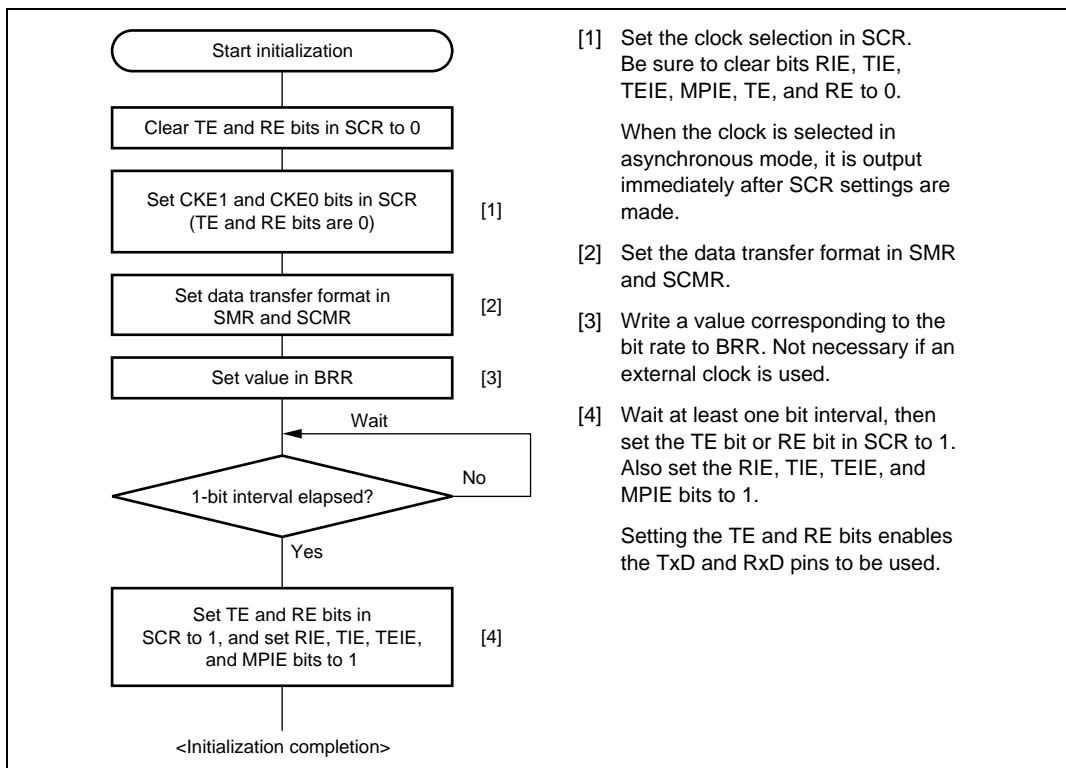 Start initialization
Clear TE and RE bits in SCR to 0
Set CKE1 and CKE0 bits in SCR
(TE and RE bits are 0)
[1]
Set data transfer format in
SMR and SCMR
[2]
Set value in BRR
[3]
Wait
1-bit interval elapsed?
No
Yes
Set TE and RE bits in
SCR to 1, and set RIE, TIE, TEIE,
and MPIE bits to 1
[4]
<Initialization completion>
[1] Set the clock selection in SCR.
Be sure to clear bits RIE, TIE,
TEIE, MPIE, TE, and RE to 0.
When the clock is selected in
asynchronous mode, it is output
immediately after SCR settings are
made.
[2] Set the data transfer format in SMR
and SCMR.
[3] Write a value corresponding to the
bit rate to BRR. Not necessary if an
external clock is used.
[4] Wait at least one bit interval, then
set the TE bit or RE bit in SCR to 1.
Also set the RIE, TIE, TEIE, and
MPIE bits to 1.
Setting the TE and RE bits enables
the TxD and RxD pins to be used.